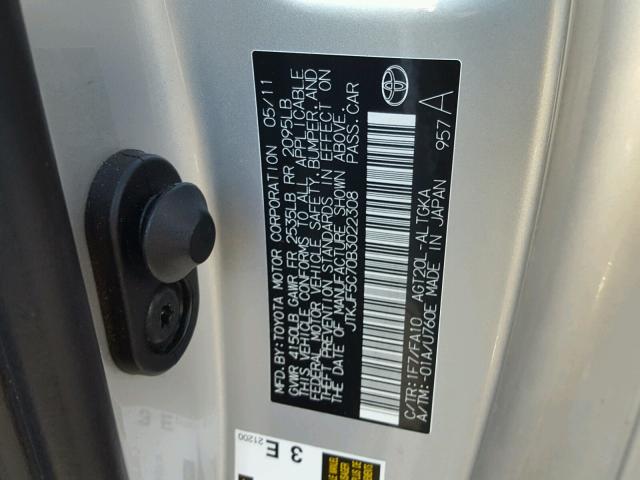 MFD.BY:TOYOTA MOTOR CORPORATION 05/11
GVWR 4150LB GAWR FR 2535LB RR 2095LB
THIS VEHICLE CONFORMS TO ALL APPLICABLE
FEDERAL MOTOR VEHICLE SAFETY, BUMPER, AND
THEFT PREVENTION STANDARDS IN EFFECT ON
THE DATE OF MANUFACTURE SHOWN ABOVE.
JTKJF5C70B3022308 PASS.CAR
C/TR:1F7/FA10 AGT20L-ALTGKA
A/TM:-01A/U760E MADE IN JAPAN 957A
21200
3 E